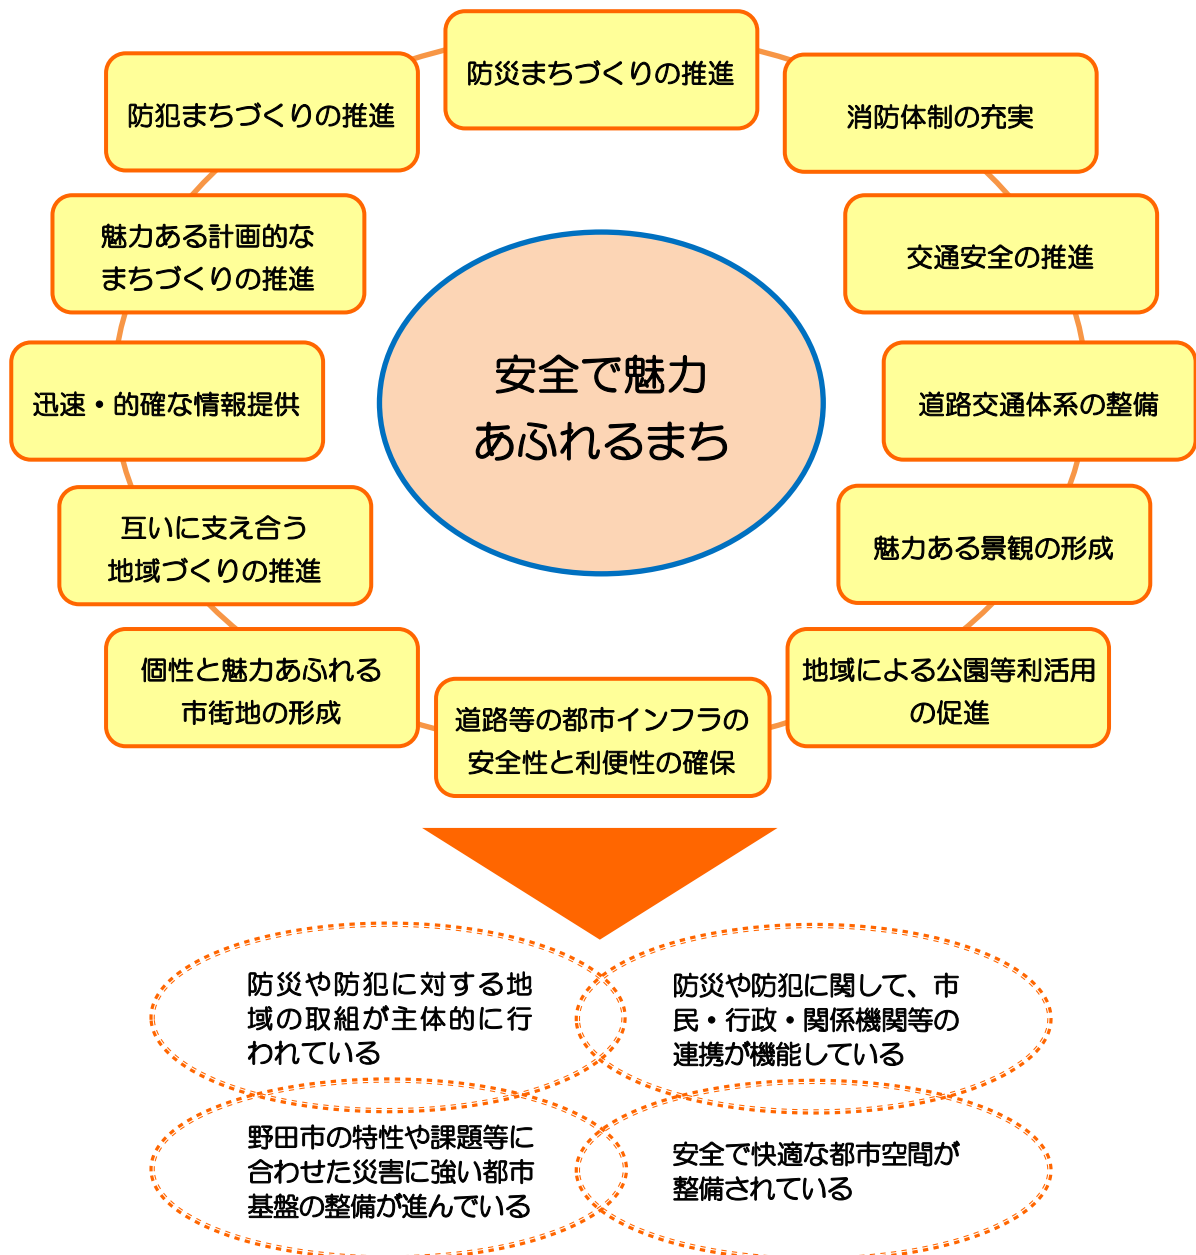 防災まちづくりの推進
防犯まちづくりの推進
消防体制の充実
魅力ある計画的な
まちづくりの推進
交通安全の推進
安全で魅力
あふれるまち
迅速・的確な情報提供
道路交通体系の整備
互いに支え合う
地域づくりの推進
魅力ある景観の形成
個性と魅力あふれる
市街地の形成
道路等の都市インフラの
安全性と利便性の確保
地域による公園等利活用
の促進
防災や防犯に対する地
域の取組が主体的に行
われている
防災や防犯に関して、市
民・行政・関係機関等の
連携が機能している
野田市の特性や課題等に
合わせた災害に強い都市
基盤の整備が進んでいる
安全で快適な都市空間が
整備されている